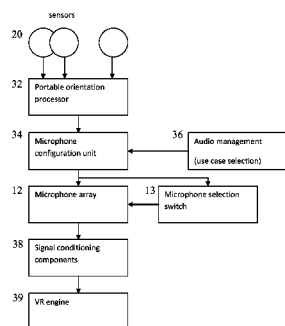 sensors
20
32
Portable orientation
processor
34
Microphone
configuration unit
36
Audio management
(use case selection)
12
Microphone array
13
Microphone selection
switch
38
Signal conditioning
components
39
VR engine